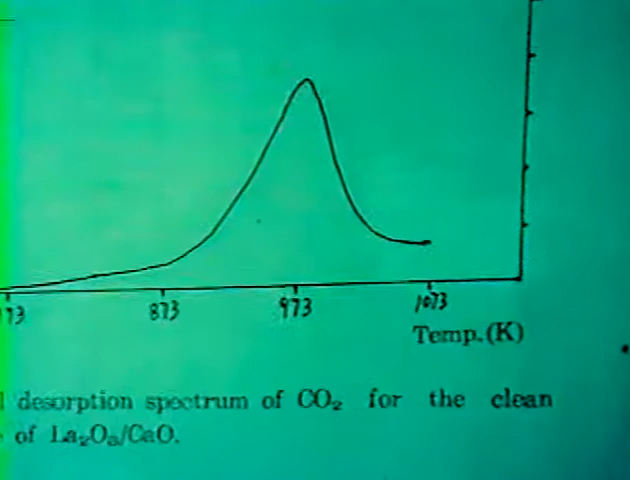 873 973 1073
Temp.(K)
desorption spectrum of CO₂ for the clean
of La₂O₃/CaO.